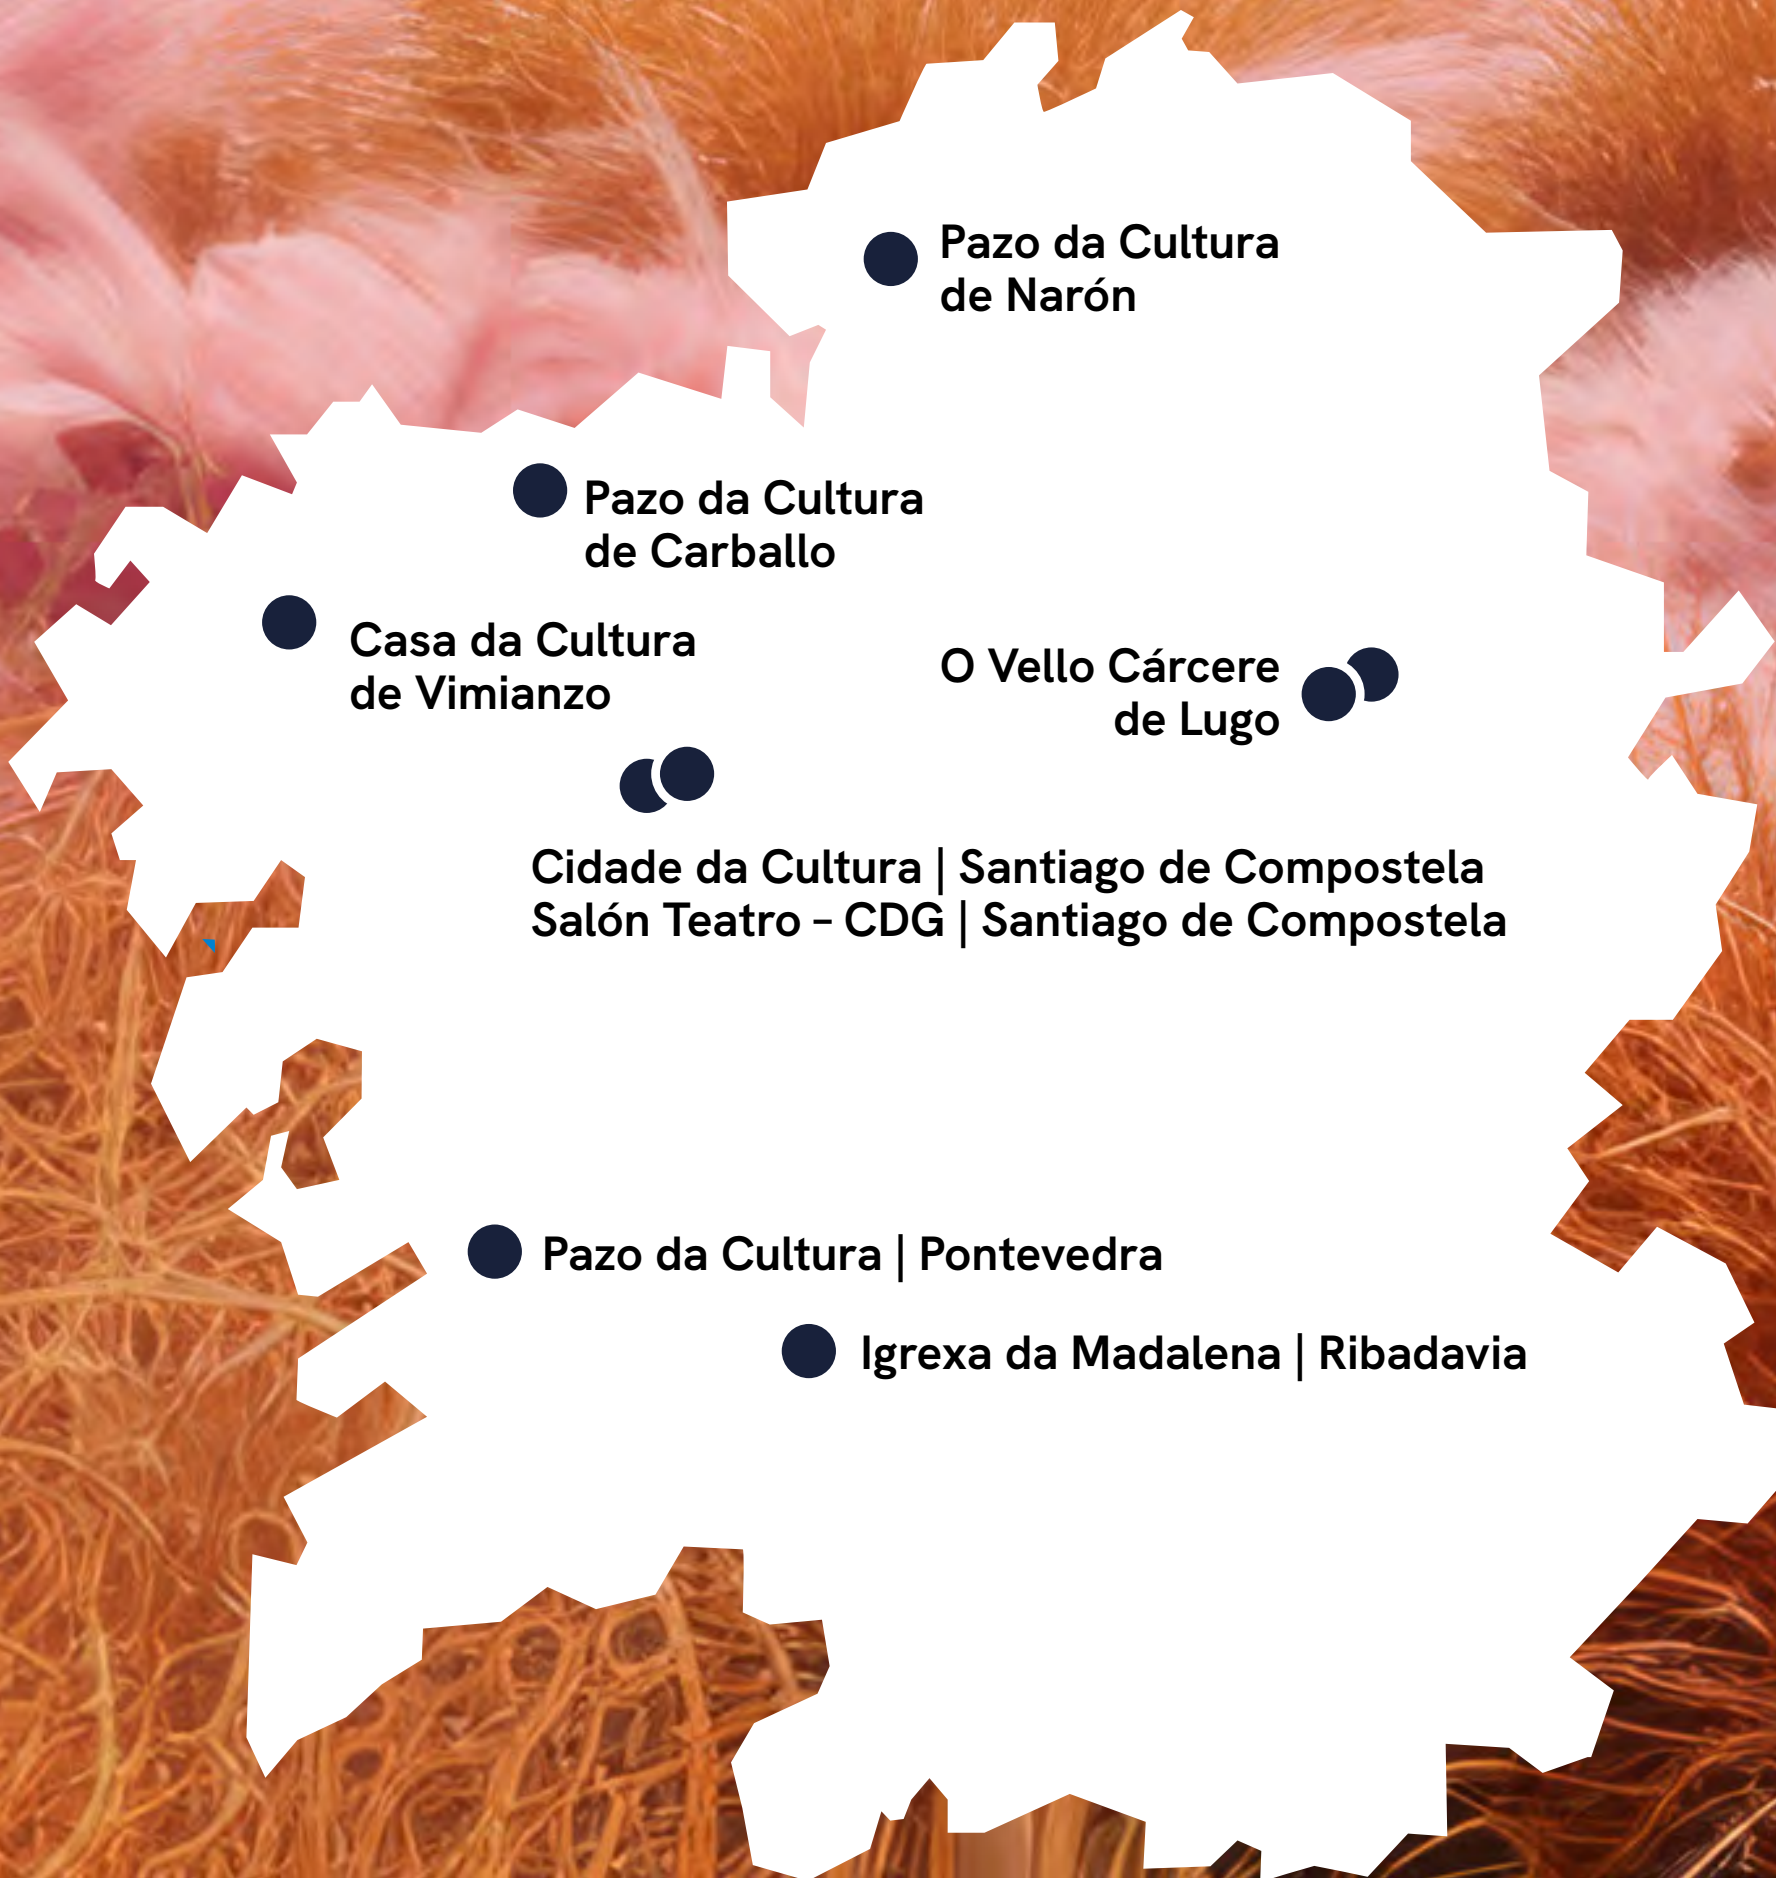 Pazo da Cultura
de Narón
Pazo da Cultura
de Carballo
Casa da Cultura
de Vimianzo
O Vello Cárcere
de Lugo
Cidade da Cultura | Santiago de Compostela
Salón Teatro – CDG | Santiago de Compostela
Pazo da Cultura | Pontevedra
Igrexa da Madalena | Ribadavia